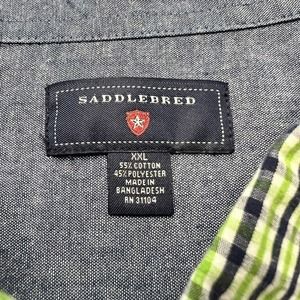 SADDLEBRED
XXL
55% COTTON
45% POLYESTER
MADE IN
BANGLADESH
RN 31104